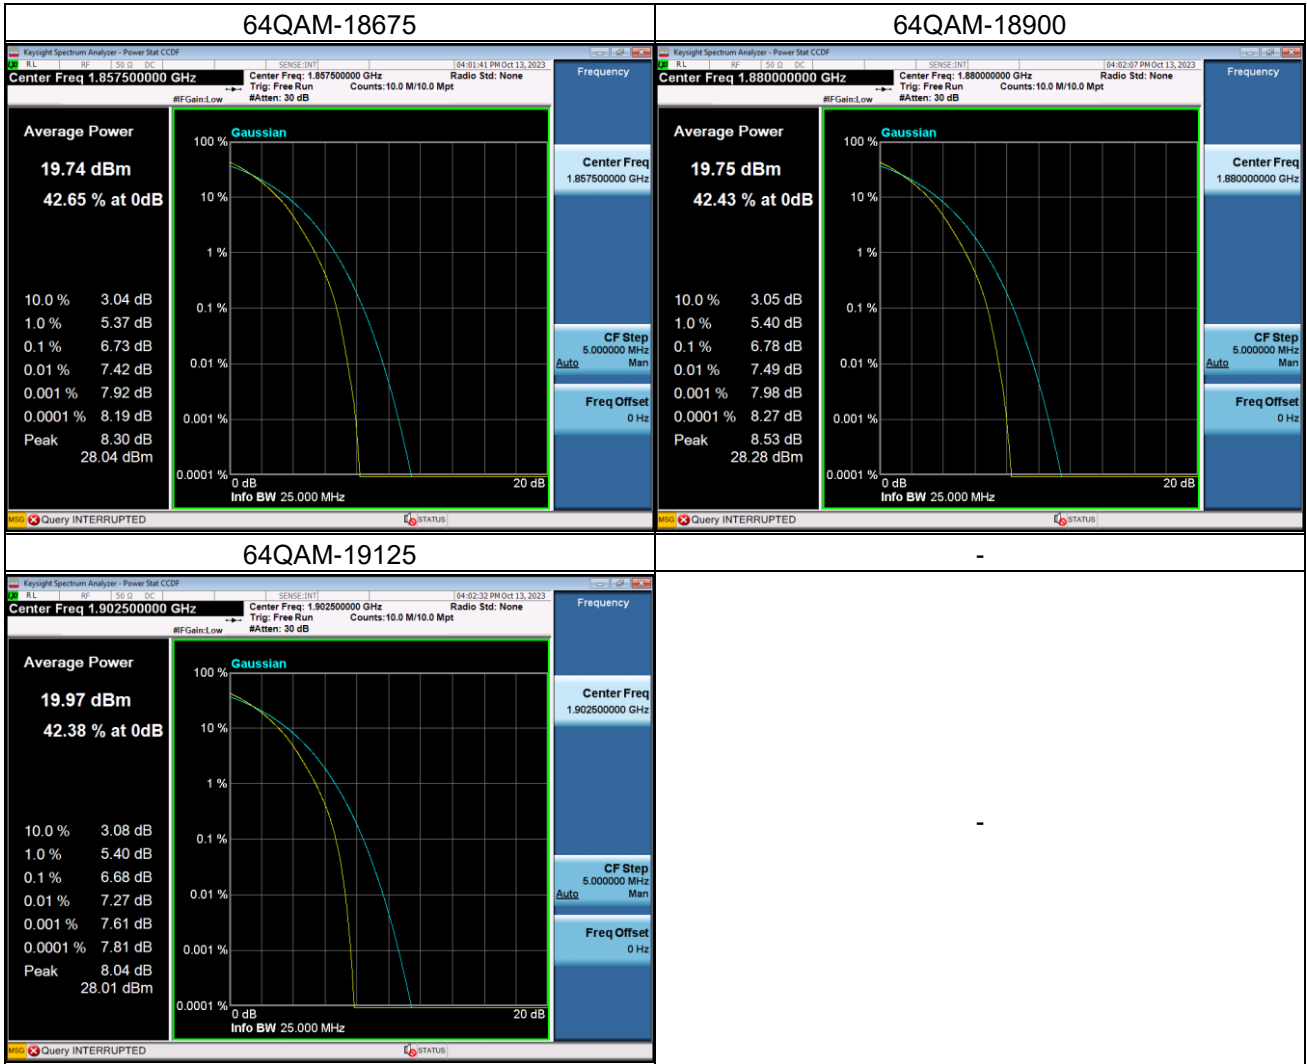 64QAM-18675
64QAM-18900
Keysight Spectrum Analyzer - Power Stat CCDF
RL RF 50 Ω DC SENSE:INT 04:01:41 PM Oct 13, 2023
Center Freq 1.857500000 GHz
Center Freq: 1.857500000 GHz Radio Std: None
Trig: Free Run Counts:10.0 M/10.0 Mpt
#IFGain:Low #Atten: 30 dB
Frequency
Average Power
19.74 dBm
42.65 % at 0dB
10.0 % 3.04 dB
1.0 % 5.37 dB
0.1 % 6.73 dB
0.01 % 7.42 dB
0.001 % 7.92 dB
0.0001 % 8.19 dB
Peak 8.30 dB
28.04 dBm
Gaussian
100 %
10 %
1 %
0.1 %
0.01 %
0.001 %
0.0001 %
0 dB 20 dB
Info BW 25.000 MHz
Center Freq
1.857500000 GHz
CF Step
5.000000 MHz
Auto Man
Freq Offset
0 Hz
MSG Query INTERRUPTED STATUS
Keysight Spectrum Analyzer - Power Stat CCDF
RL RF 50 Ω DC SENSE:INT 04:02:07 PM Oct 13, 2023
Center Freq 1.880000000 GHz
Center Freq: 1.880000000 GHz Radio Std: None
Trig: Free Run Counts:10.0 M/10.0 Mpt
#IFGain:Low #Atten: 30 dB
Frequency
Average Power
19.75 dBm
42.43 % at 0dB
10.0 % 3.05 dB
1.0 % 5.40 dB
0.1 % 6.78 dB
0.01 % 7.49 dB
0.001 % 7.98 dB
0.0001 % 8.27 dB
Peak 8.53 dB
28.28 dBm
Gaussian
100 %
10 %
1 %
0.1 %
0.01 %
0.001 %
0.0001 %
0 dB 20 dB
Info BW 25.000 MHz
Center Freq
1.880000000 GHz
CF Step
5.000000 MHz
Auto Man
Freq Offset
0 Hz
MSG Query INTERRUPTED STATUS
64QAM-19125
-
Keysight Spectrum Analyzer - Power Stat CCDF
RL RF 50 Ω DC SENSE:INT 04:02:32 PM Oct 13, 2023
Center Freq 1.902500000 GHz
Center Freq: 1.902500000 GHz Radio Std: None
Trig: Free Run Counts:10.0 M/10.0 Mpt
#IFGain:Low #Atten: 30 dB
Frequency
Average Power
19.97 dBm
42.38 % at 0dB
10.0 % 3.08 dB
1.0 % 5.40 dB
0.1 % 6.68 dB
0.01 % 7.27 dB
0.001 % 7.61 dB
0.0001 % 7.81 dB
Peak 8.04 dB
28.01 dBm
Gaussian
100 %
10 %
1 %
0.1 %
0.01 %
0.001 %
0.0001 %
0 dB 20 dB
Info BW 25.000 MHz
Center Freq
1.902500000 GHz
CF Step
5.000000 MHz
Auto Man
Freq Offset
0 Hz
MSG Query INTERRUPTED STATUS
-